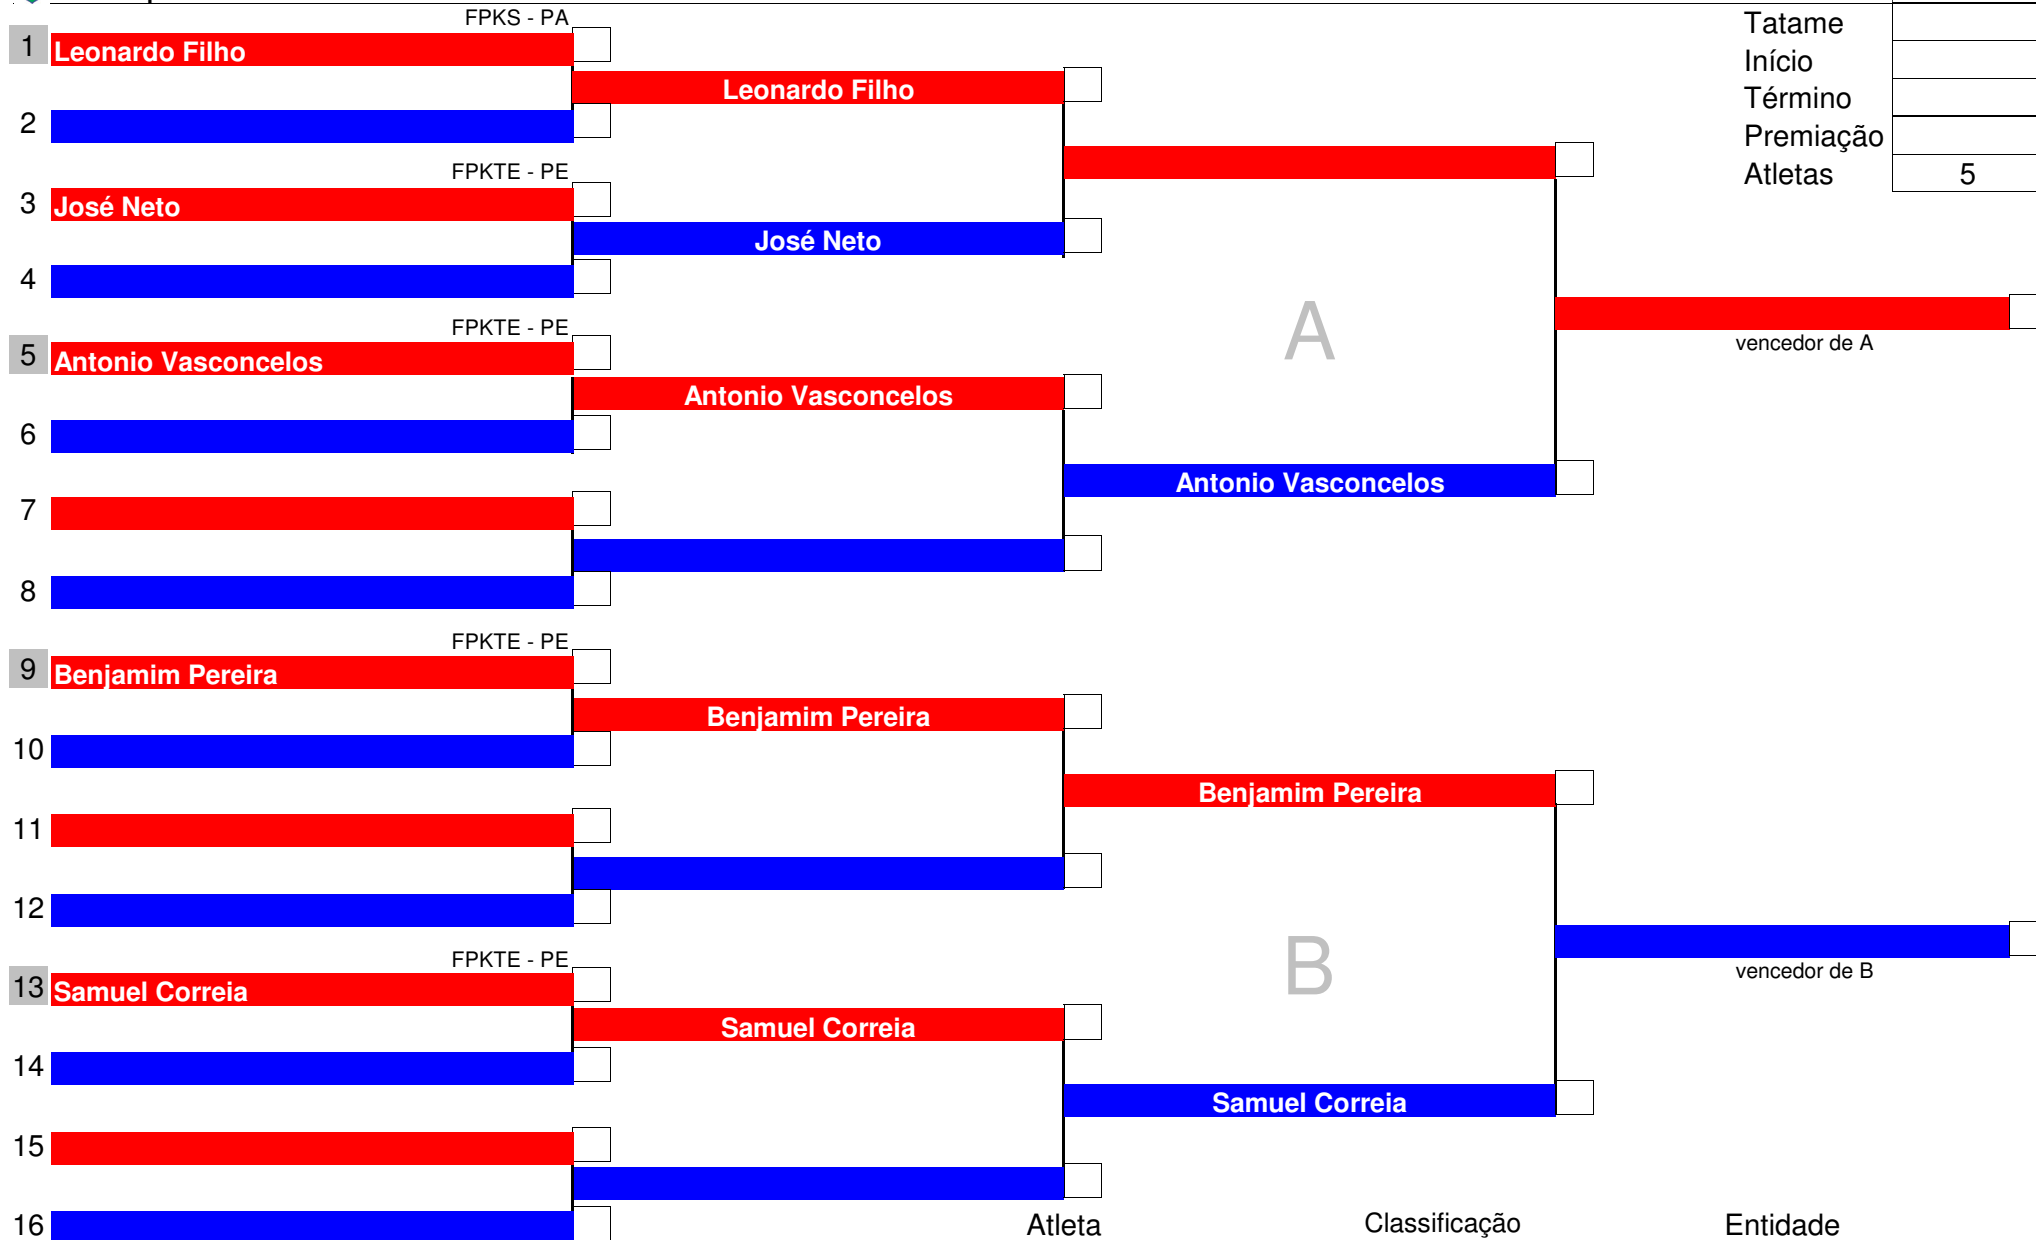 FPKS - PA
Tatame
1 Leonardo Filho
Início
Leonardo Filho
Término
2
Premiação
FPKTE - PE
Atletas 5
3 José Neto
José Neto
4
FPKTE - PE
5 Antonio Vasconcelos
A
vencedor de A
Antonio Vasconcelos
6
Antonio Vasconcelos
7
8
FPKTE - PE
9 Benjamim Pereira
Benjamim Pereira
10
Benjamim Pereira
11
12
FPKTE - PE
B
vencedor de B
13 Samuel Correia
Samuel Correia
14
Samuel Correia
15
16
Atleta Classificação Entidade